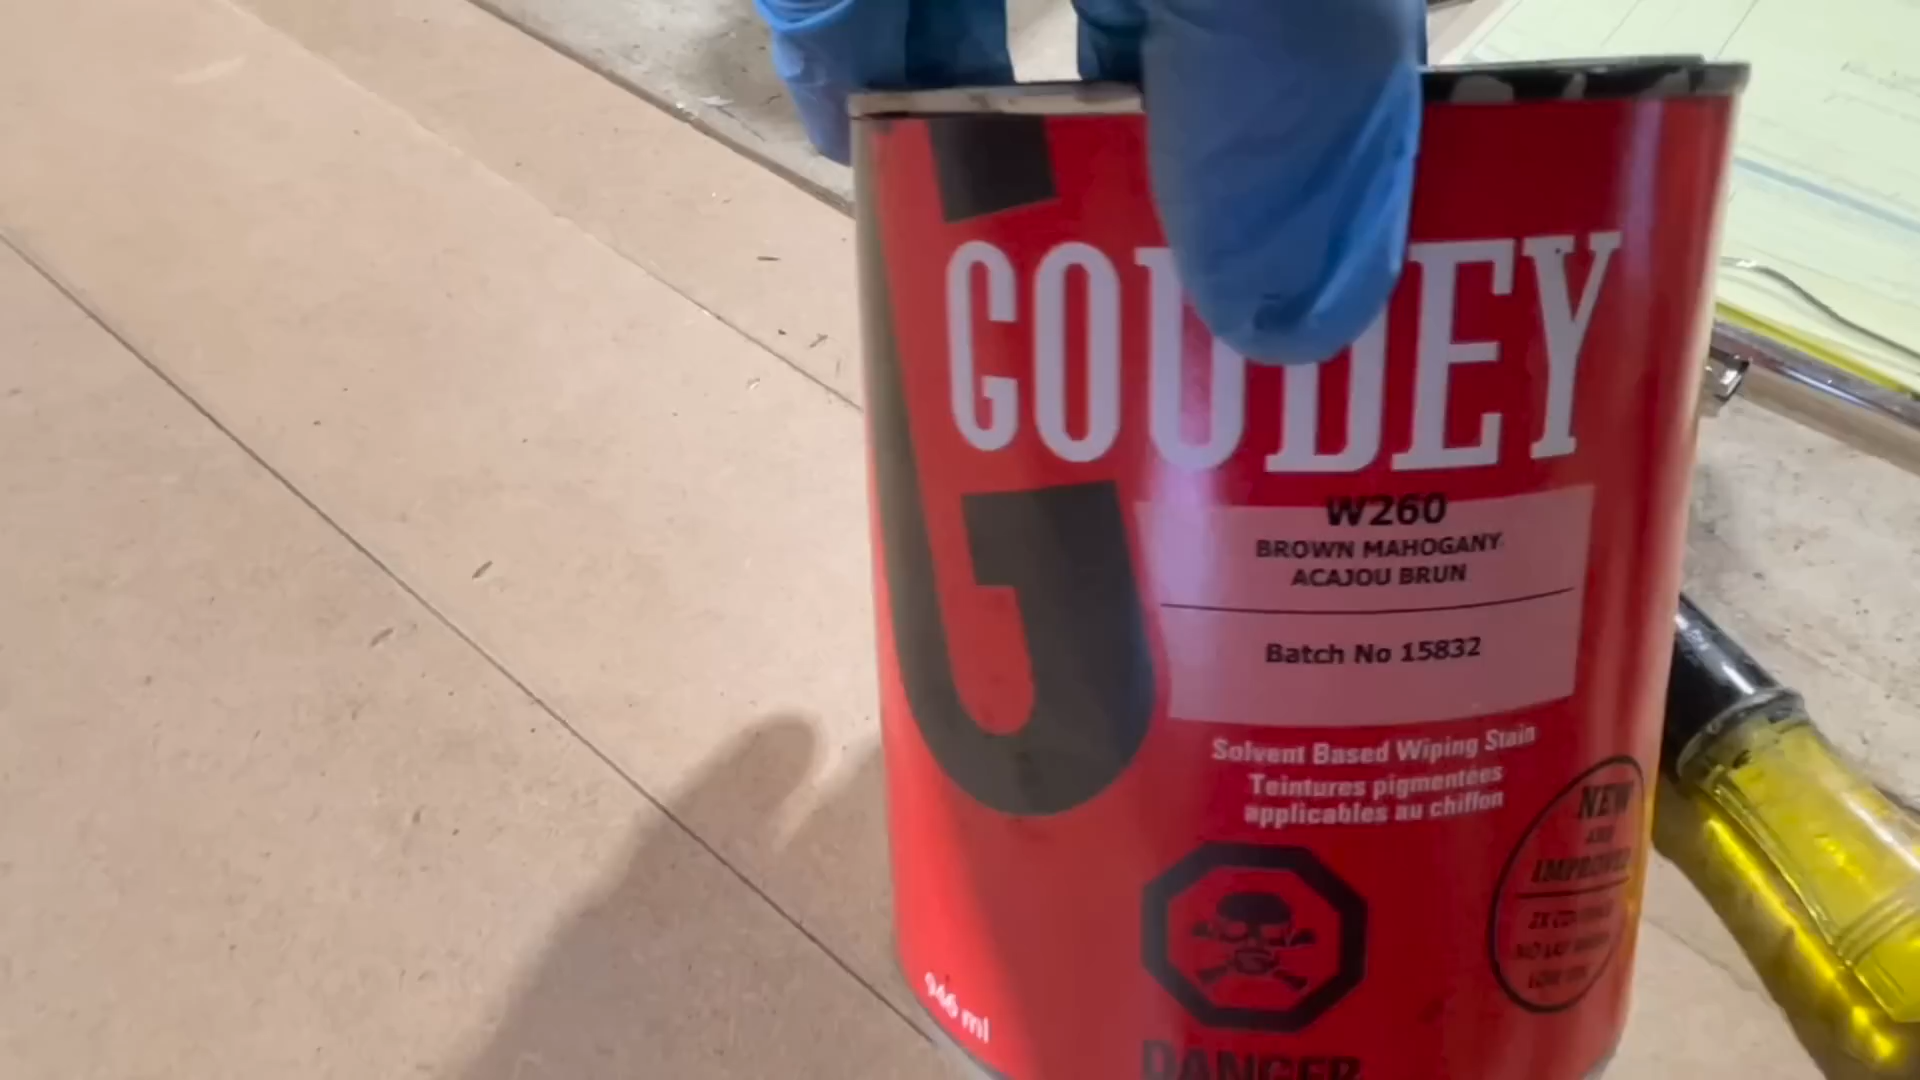 GOUDEY
W260
BROWN MAHOGANY
ACAJOU BRUN
Batch No 15832
Solvent Based Wiping Stain
Teintures pigmentées
applicables au chiffon
NEW
AND
IMPROVED
946 ml
DANGER